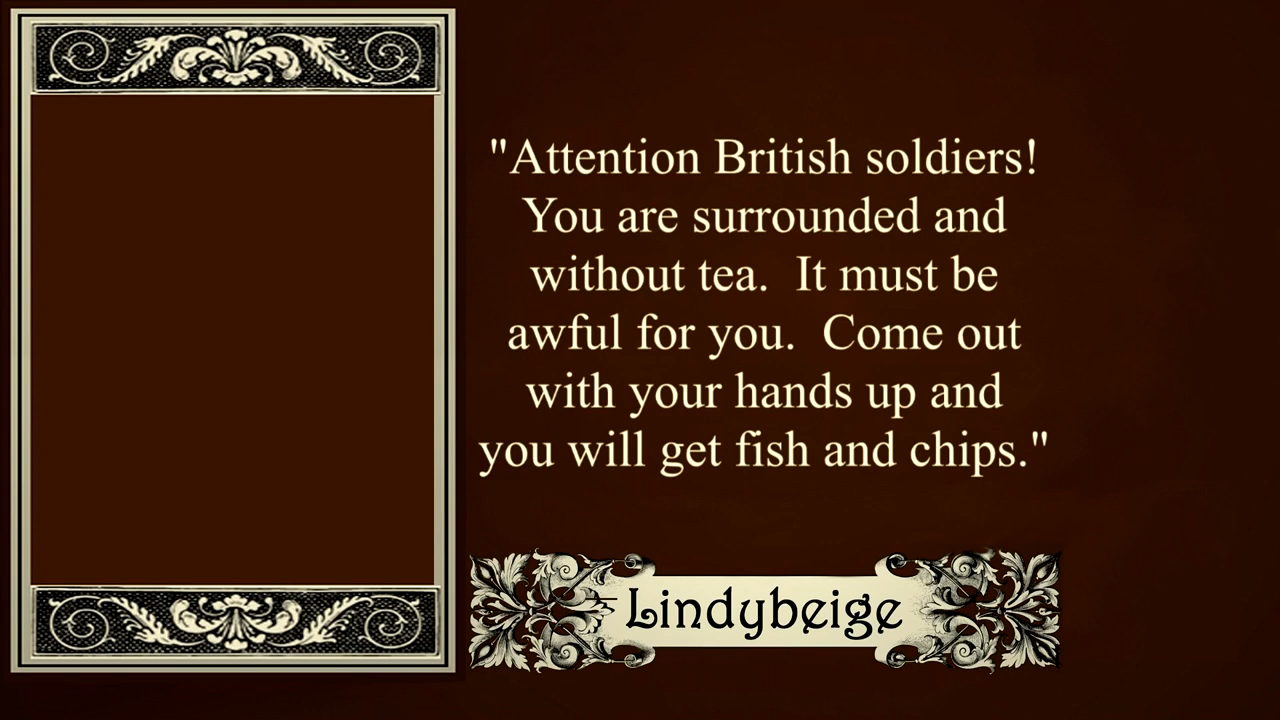 "Attention British soldiers!
You are surrounded and
without tea.  It must be
awful for you.  Come out
with your hands up and
you will get fish and chips."
Lindybeige